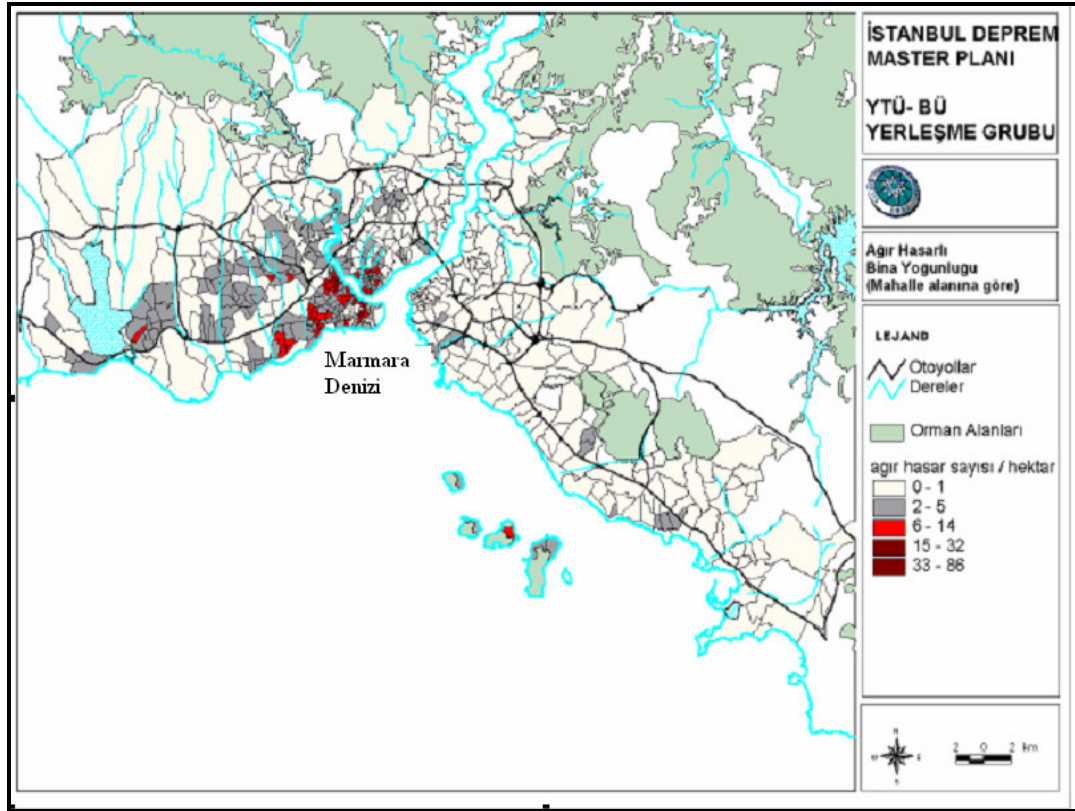 İSTANBUL DEPREM
MASTER PLANI
YTÜ- BÜ
YERLEŞME GRUBU
Ağır Hasarlı
Bina Yogunlugu
(Mahalle alanına göre)
LEJAND
Otoyollar
Dereler
Orman Alanları
agır hasar sayısı / hektar
0 - 1
2 - 5
6 - 14
15 - 32
33 - 86
Marmara
Denizi
N
S
2 0 2 km